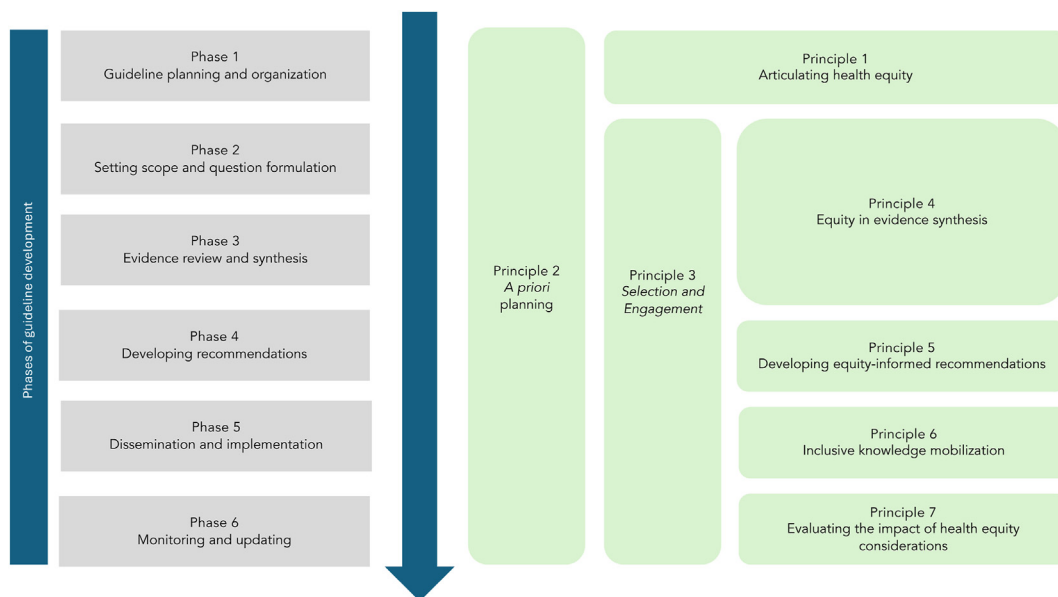 Phases of guideline development
Phase 1
Guideline planning and organization
Phase 2
Setting scope and question formulation
Phase 3
Evidence review and synthesis
Phase 4
Developing recommendations
Phase 5
Dissemination and implementation
Phase 6
Monitoring and updating
Principle 2
A priori
planning
Principle 1
Articulating health equity
Principle 3
Selection and
Engagement
Principle 4
Equity in evidence synthesis
Principle 5
Developing equity-informed recommendations
Principle 6
Inclusive knowledge mobilization
Principle 7
Evaluating the impact of health equity
considerations